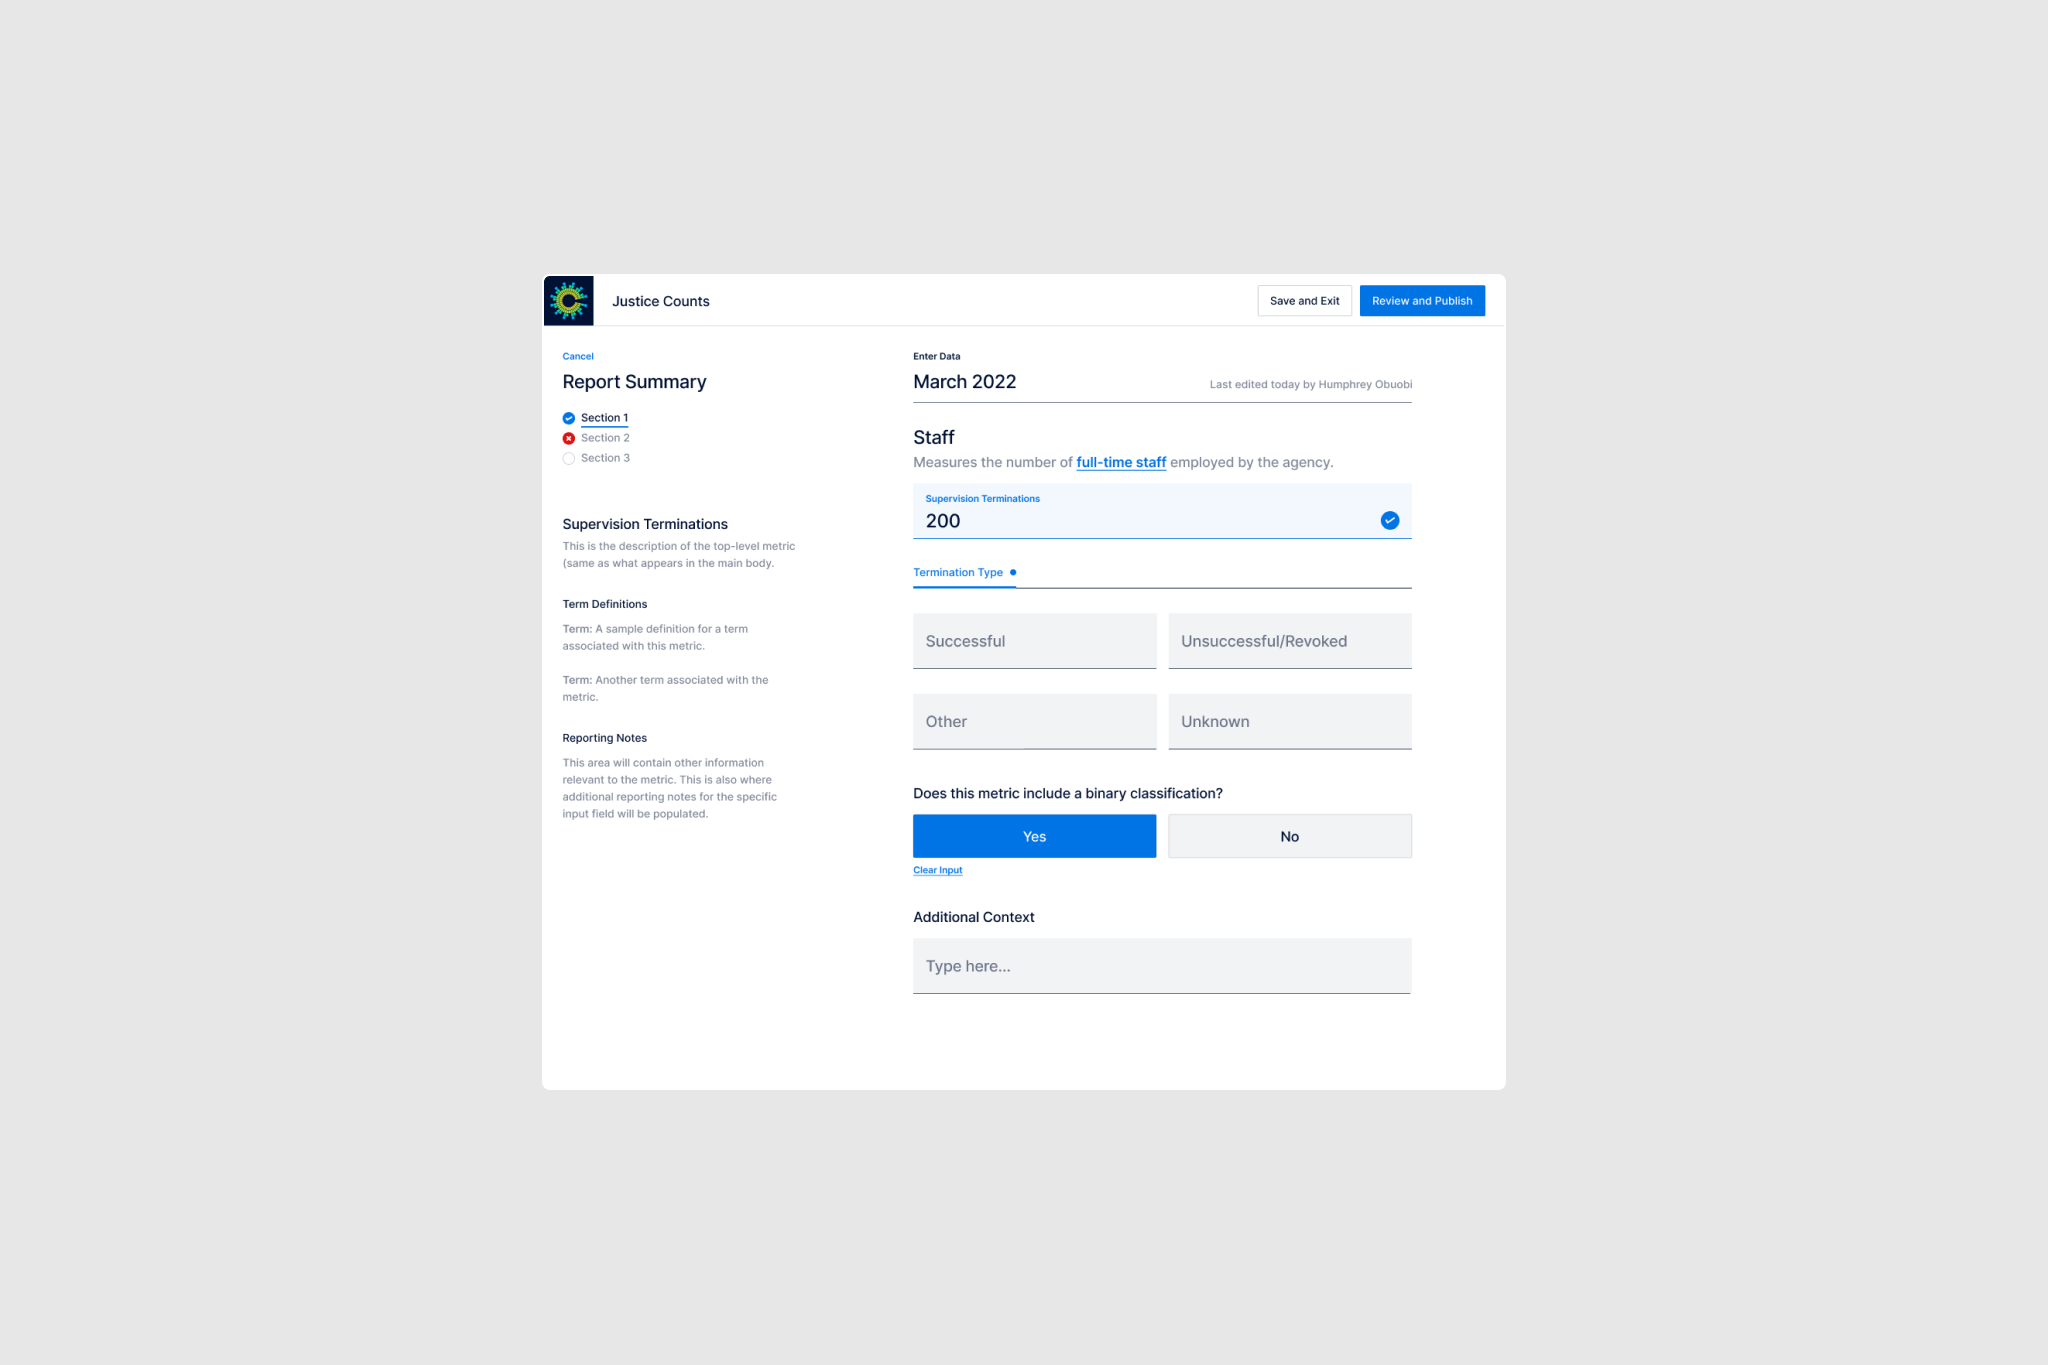 Justice Counts
Save and Exit
Review and Publish
Cancel
Report Summary
Section 1
Section 2
Section 3
Supervision Terminations
This is the description of the top-level metric
(same as what appears in the main body.
Term Definitions
Term: A sample definition for a term
associated with this metric.
Term: Another term associated with the
metric.
Reporting Notes
This area will contain other information
relevant to the metric. This is also where
additional reporting notes for the specific
input field will be populated.
Enter Data
March 2022
Last edited today by Humphrey Obuobi
Staff
Measures the number of full-time staff employed by the agency.
Supervision Terminations
200
Termination Type
Successful
Unsuccessful/Revoked
Other
Unknown
Does this metric include a binary classification?
Yes
No
Clear Input
Additional Context
Type here...